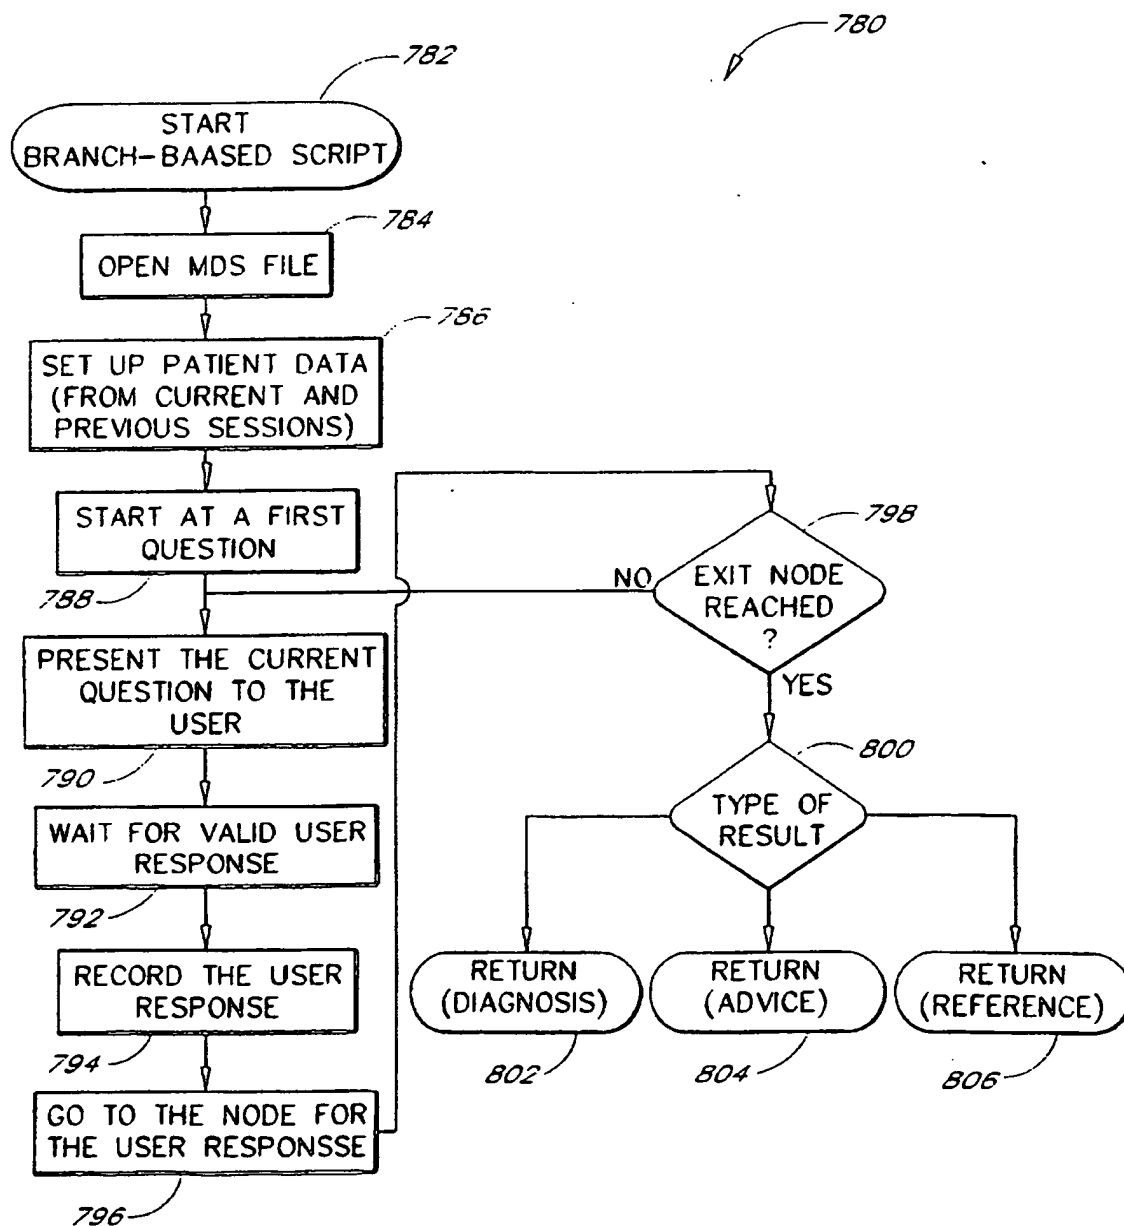 780
782
START
BRANCH-BAASED SCRIPT
784
OPEN MDS FILE
786
SET UP PATIENT DATA
(FROM CURRENT AND
PREVIOUS SESSIONS)
START AT A FIRST
QUESTION
788
PRESENT THE CURRENT
QUESTION TO THE
USER
790
WAIT FOR VALID USER
RESPONSE
792
RECORD THE USER
RESPONSE
794
GO TO THE NODE FOR
THE USER RESPONSSE
796
798
EXIT NODE
REACHED
?
NO
YES
800
TYPE OF
RESULT
RETURN
(DIAGNOSIS)
802
RETURN
(ADVICE)
804
RETURN
(REFERENCE)
806